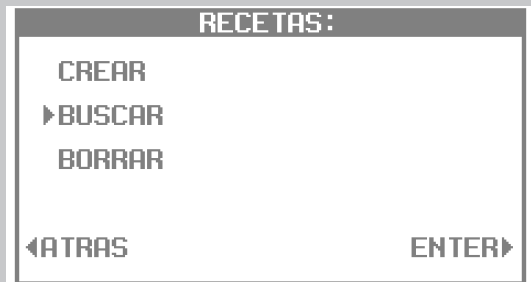 RECETAS:
CREAR
▶BUSCAR
BORRAR
◀ATRAS ENTER▶